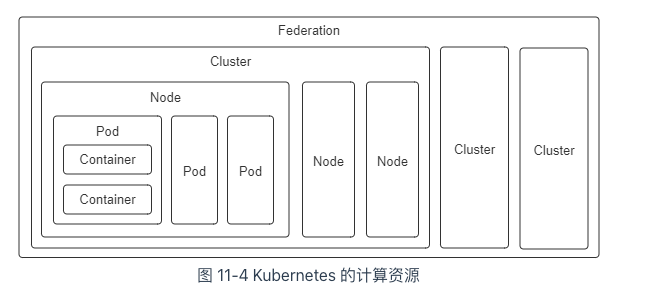 Federation
Cluster
Node
Pod
Container
Container
Pod
Pod
Node
Node
Cluster
Cluster
图 11-4 Kubernetes 的计算资源